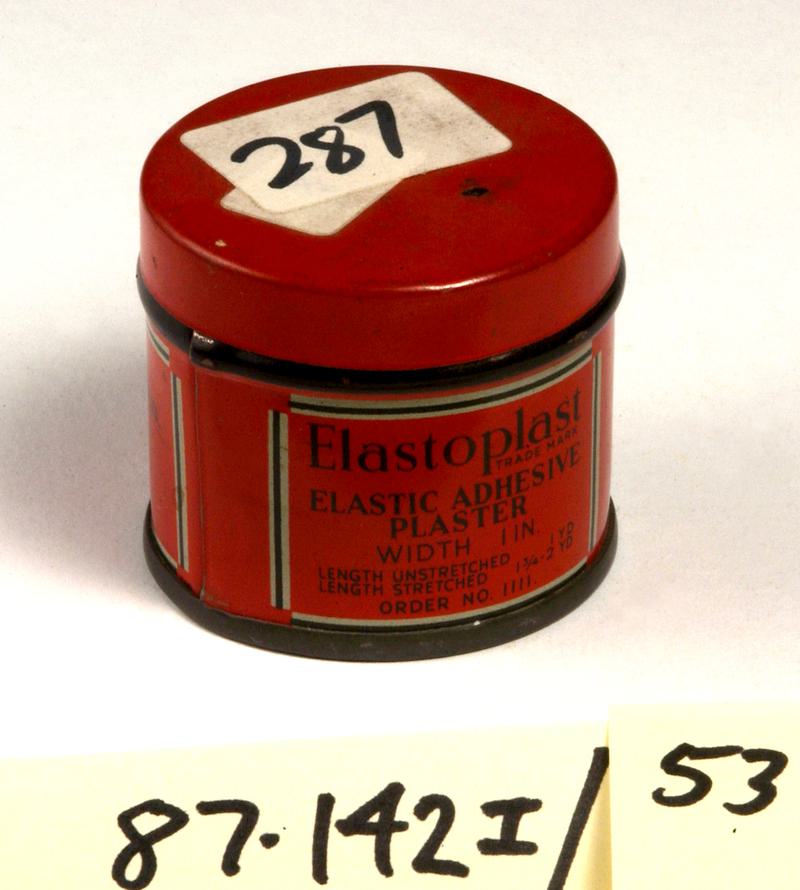 287
Elastoplast
TRADE MARK
ELASTIC ADHESIVE
PLASTER
WIDTH 1 IN.
LENGTH UNSTRETCHED 1 YD
LENGTH STRETCHED 1¾-2 YD
ORDER NO. 1111.
87.142I/53